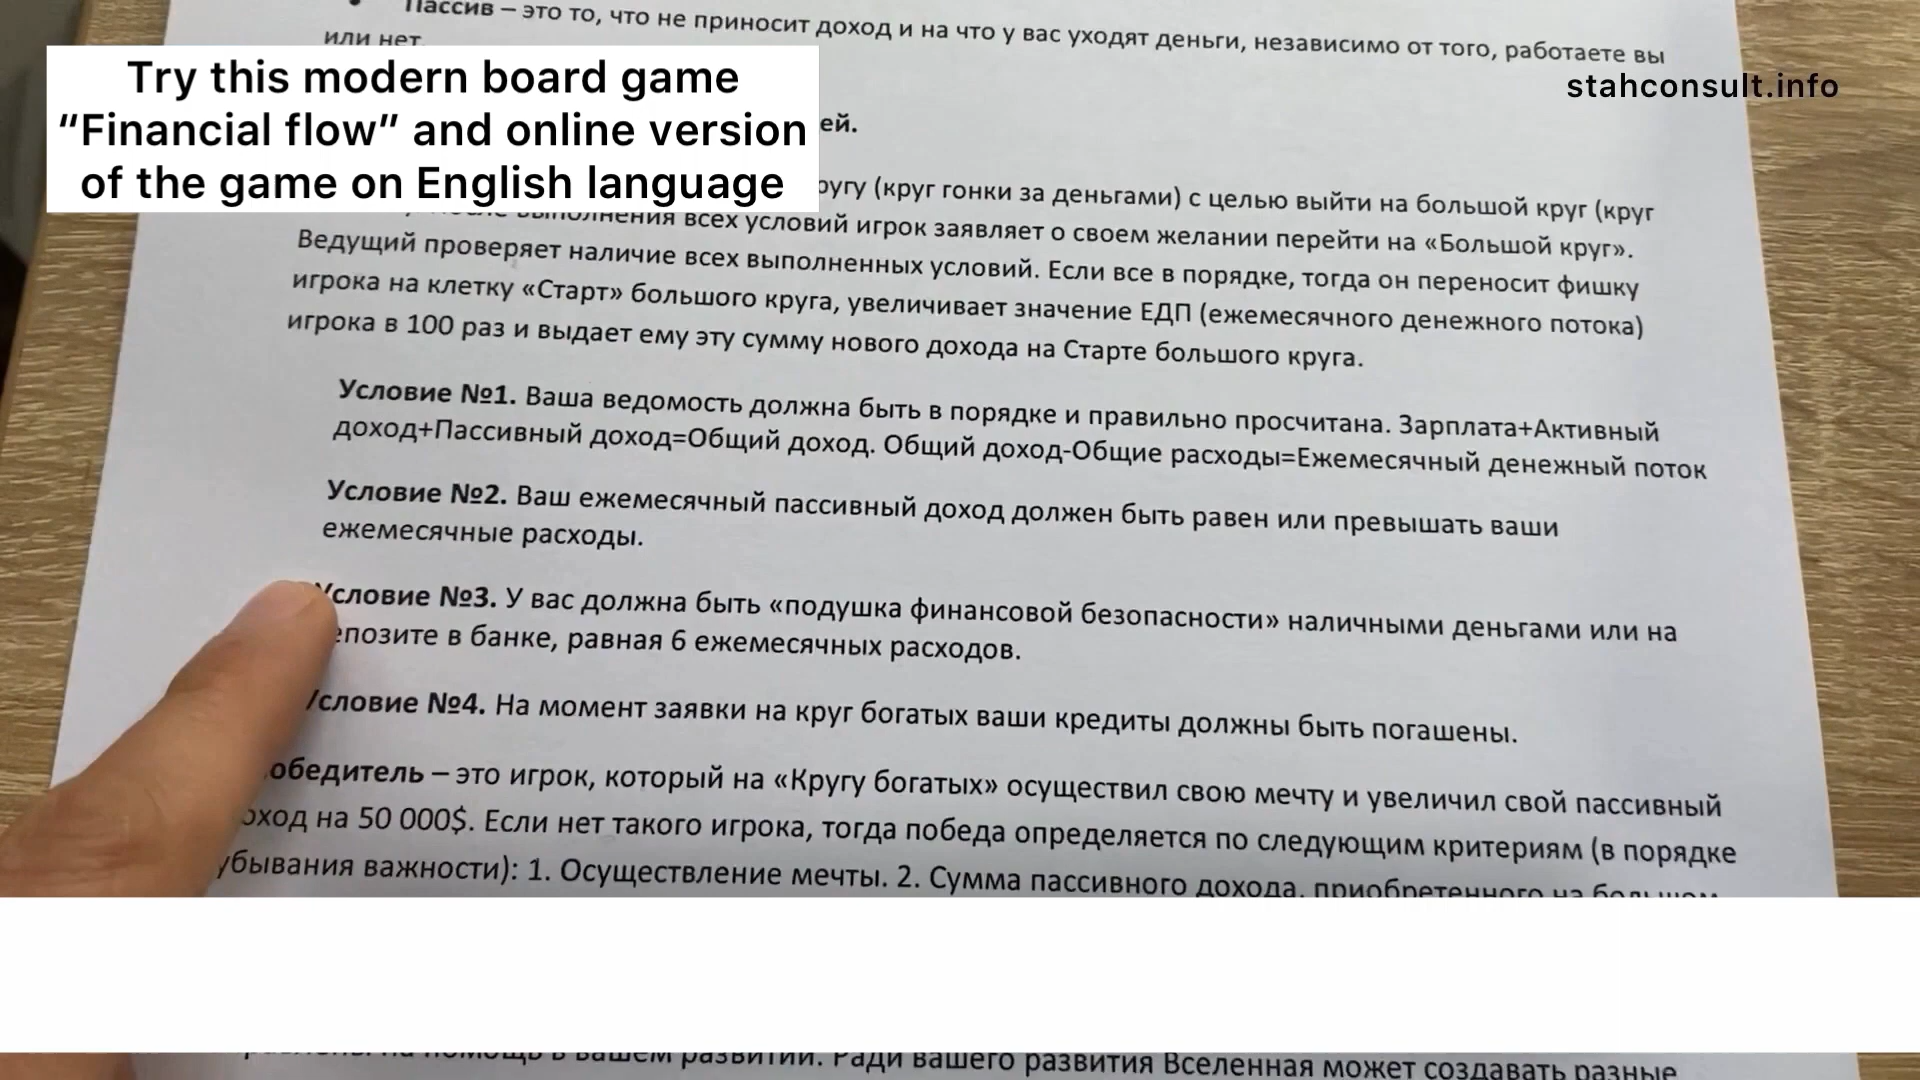 Пассив – это то, что не приносит доход и на что у вас уходят деньги, независимо от того, работаете вы
или нет.
Try this modern board game
“Financial flow” and online version
of the game on English language
stahconsult.info
ей.
(круг гонки за деньгами) с целью выйти на большой круг (круг
выполнения всех условий игрок заявляет о своем желании перейти на «Большой круг».
Ведущий проверяет наличие всех выполненных условий. Если все в порядке, тогда он переносит фишку
игрока на клетку «Старт» большого круга, увеличивает значение ЕДП (ежемесячного денежного потока)
игрока в 100 раз и выдает ему эту сумму нового дохода на Старте большого круга.
Условие №1. Ваша ведомость должна быть в порядке и правильно просчитана. Зарплата+Активный
доход+Пассивный доход=Общий доход. Общий доход-Общие расходы=Ежемесячный денежный поток
Условие №2. Ваш ежемесячный пассивный доход должен быть равен или превышать ваши
ежемесячные расходы.
Условие №3. У вас должна быть «подушка финансовой безопасности» наличными деньгами или на
епозите в банке, равная 6 ежемесячных расходов.
Условие №4. На момент заявки на круг богатых ваши кредиты должны быть погашены.
обедитель – это игрок, который на «Кругу богатых» осуществил свою мечту и увеличил свой пассивный
оход на 50 000$. Если нет такого игрока, тогда победа определяется по следующим критериям (в порядке
убывания важности): 1. Осуществление мечты. 2. Сумма пассивного дохода, приобретенного на большом
на помощь в вашем развитии. Ради вашего развития Вселенная может создавать разные